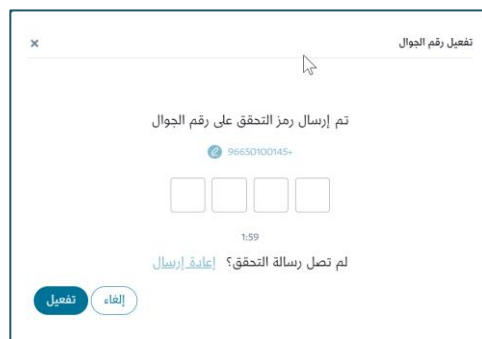 تفعيل رقم الجوال
×
تم إرسال رمز التحقق على رقم الجوال
96650100145+
1:59
لم تصل رسالة التحقق؟ إعادة إرسال
إلغاء
تفعيل